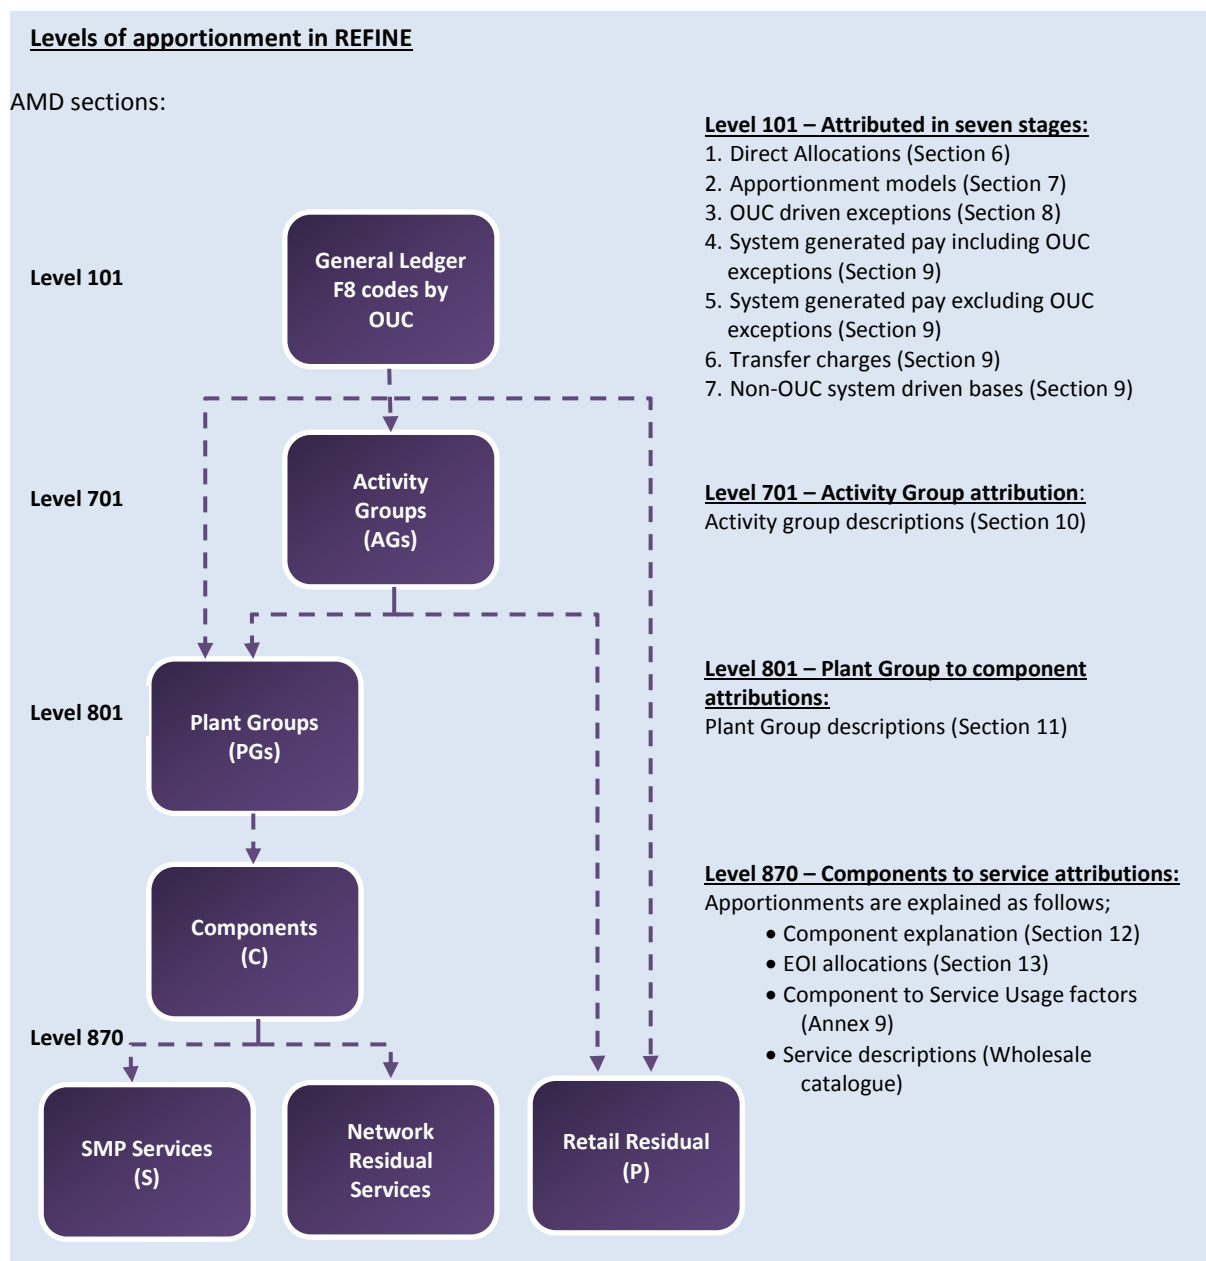 Levels of apportionment in REFINE
AMD sections:
Level 101 – Attributed in seven stages:
1. Direct Allocations (Section 6)
2. Apportionment models (Section 7)
3. OUC driven exceptions (Section 8)
4. System generated pay including OUC
exceptions (Section 9)
5. System generated pay excluding OUC
exceptions (Section 9)
6. Transfer charges (Section 9)
7. Non-OUC system driven bases (Section 9)
Level 101
General Ledger
F8 codes by
OUC
Level 701
Activity
Groups
(AGs)
Level 701 – Activity Group attribution:
Activity group descriptions (Section 10)
Level 801
Plant Groups
(PGs)
Level 801 – Plant Group to component
attributions:
Plant Group descriptions (Section 11)
Components
(C)
Level 870 – Components to service attributions:
Apportionments are explained as follows;
• Component explanation (Section 12)
• EOI allocations (Section 13)
• Component to Service Usage factors
(Annex 9)
• Service descriptions (Wholesale
catalogue)
Level 870
SMP Services
(S)
Network
Residual
Services
Retail Residual
(P)